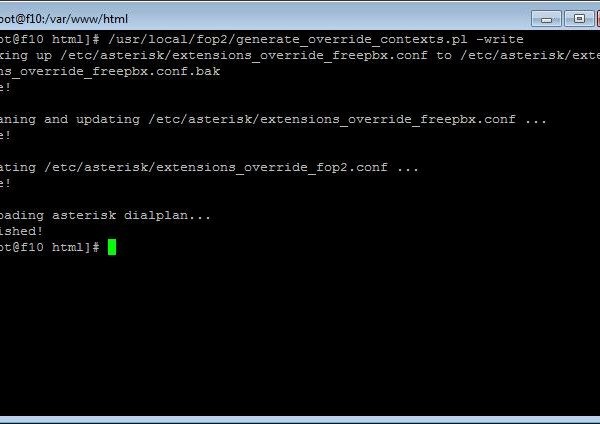 oot@f10:/var/www/html
ot@f10 html]# /usr/local/fop2/generate_override_contexts.pl -write
king up /etc/asterisk/extensions_override_freepbx.conf to /etc/asterisk/exte
ns_override_freepbx.conf.bak
e!
aning and updating /etc/asterisk/extensions_override_freepbx.conf ...
e!
ating /etc/asterisk/extensions_override_fop2.conf ...
e!
oading asterisk dialplan...
ished!
ot@f10 html]#